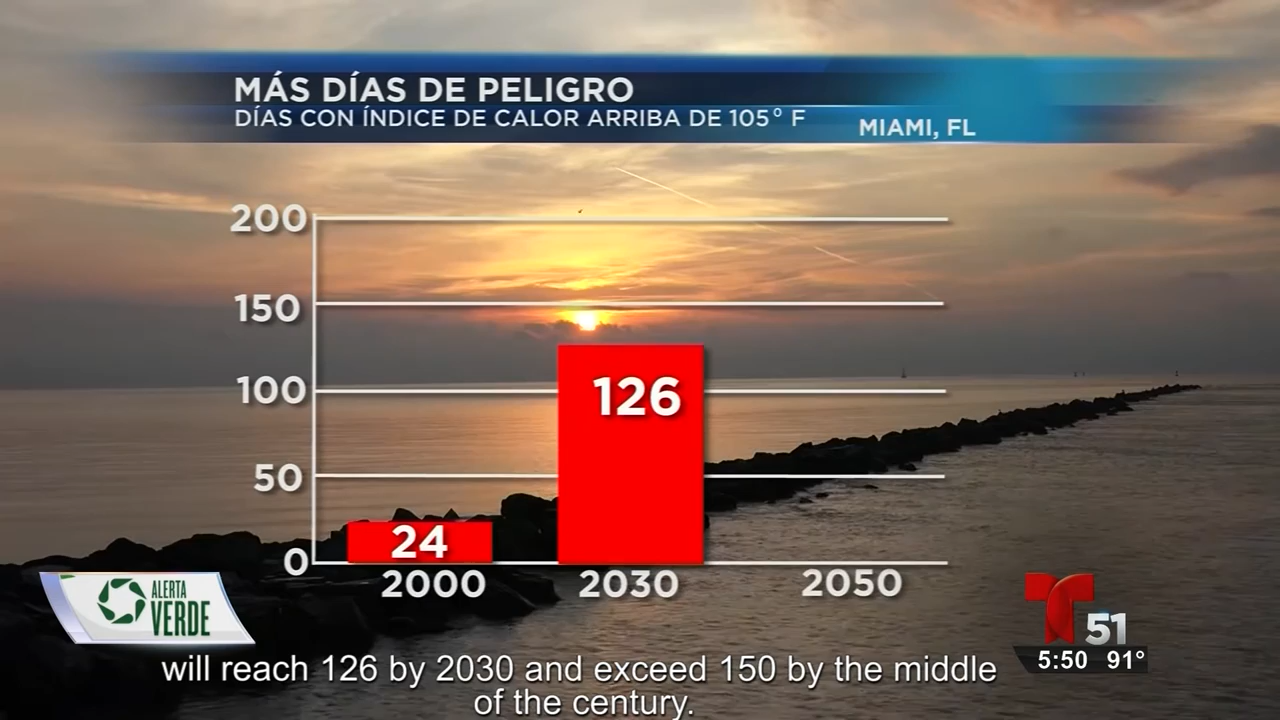 MÁS DÍAS DE PELIGRO
DÍAS CON ÍNDICE DE CALOR ARRIBA DE 105° F
MIAMI, FL
200
150
100
50
0
126
24
2000
2030
2050
ALERTA
VERDE
51
5:50 91°
will reach 126 by 2030 and exceed 150 by the middle
of the century.